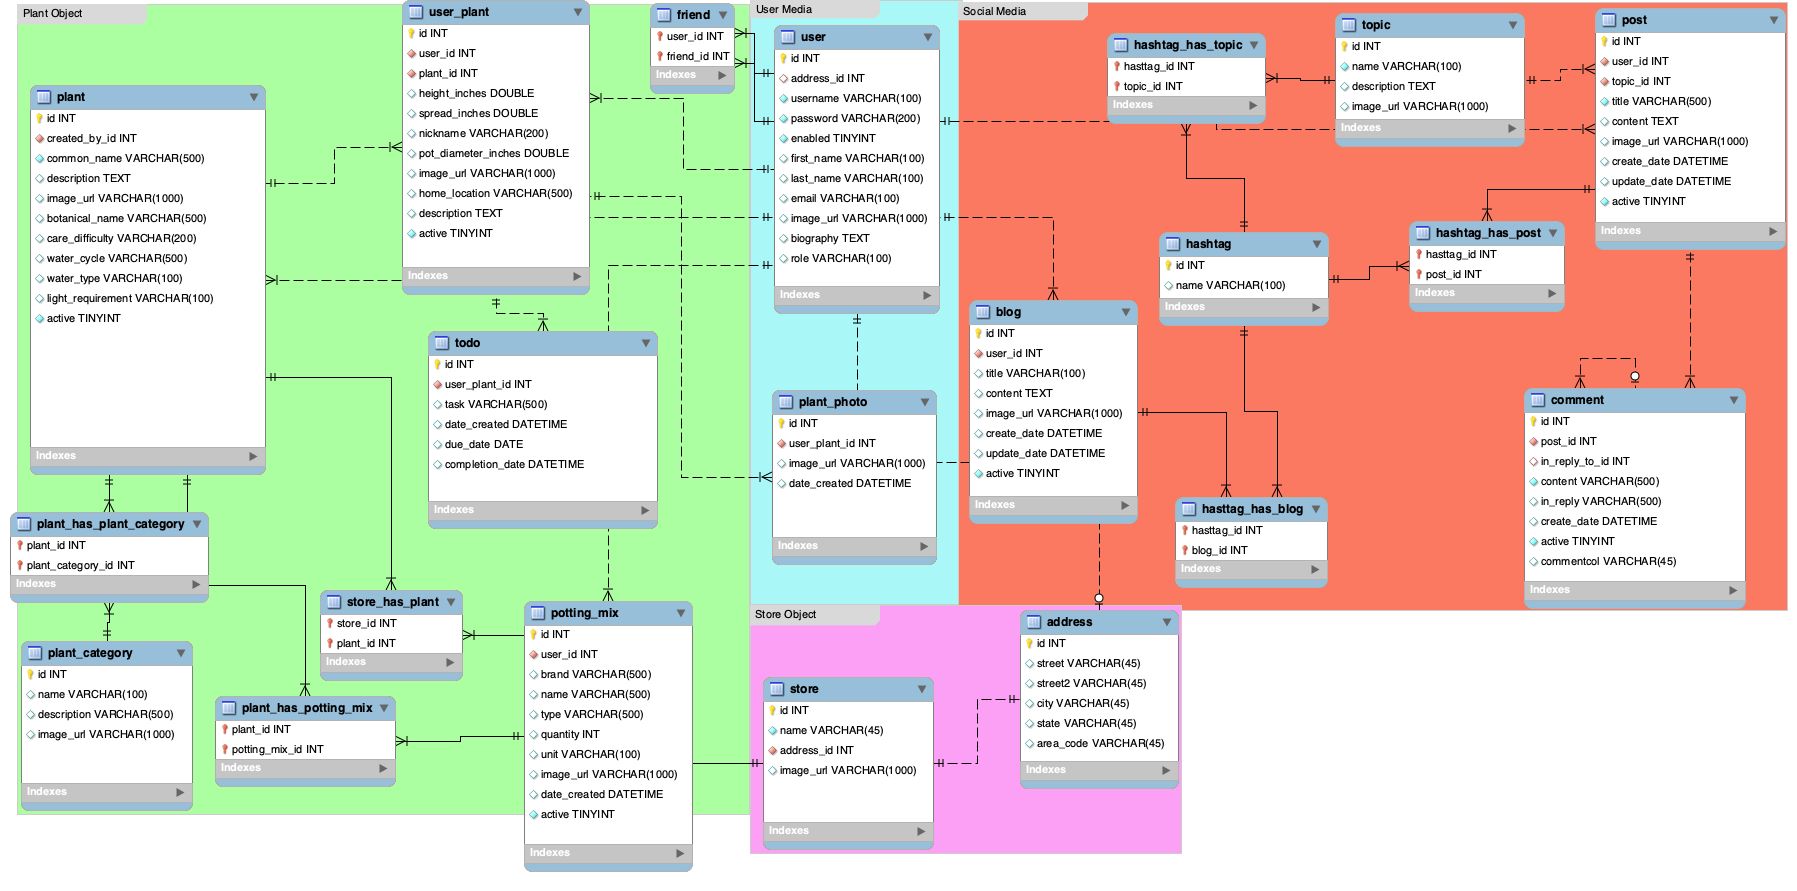 Plant Object
User Media
Social Media
Store Object
user_plant
id INT
user_id INT
plant_id INT
height_inches DOUBLE
spread_inches DOUBLE
nickname VARCHAR(200)
pot_diameter_inches DOUBLE
image_url VARCHAR(1000)
home_location VARCHAR(500)
description TEXT
active TINYINT
Indexes
friend
user_id INT
friend_id INT
Indexes
plant
id INT
created_by_id INT
common_name VARCHAR(500)
description TEXT
image_url VARCHAR(1000)
botanical_name VARCHAR(500)
care_difficulty VARCHAR(200)
water_cycle VARCHAR(500)
water_type VARCHAR(100)
light_requirement VARCHAR(100)
active TINYINT
Indexes
user
id INT
address_id INT
username VARCHAR(100)
password VARCHAR(200)
enabled TINYINT
first_name VARCHAR(100)
last_name VARCHAR(100)
email VARCHAR(100)
image_url VARCHAR(1000)
biography TEXT
role VARCHAR(100)
Indexes
hashtag_has_topic
hasttag_id INT
topic_id INT
Indexes
topic
id INT
name VARCHAR(100)
description TEXT
image_url VARCHAR(1000)
Indexes
post
id INT
user_id INT
topic_id INT
title VARCHAR(500)
content TEXT
image_url VARCHAR(1000)
create_date DATETIME
update_date DATETIME
active TINYINT
Indexes
hashtag
id INT
name VARCHAR(100)
Indexes
hashtag_has_post
hasttag_id INT
post_id INT
Indexes
todo
id INT
user_plant_id INT
task VARCHAR(500)
date_created DATETIME
due_date DATE
completion_date DATETIME
Indexes
blog
id INT
user_id INT
title VARCHAR(100)
content TEXT
image_url VARCHAR(1000)
create_date DATETIME
update_date DATETIME
active TINYINT
Indexes
plant_photo
id INT
user_plant_id INT
image_url VARCHAR(1000)
date_created DATETIME
Indexes
comment
id INT
post_id INT
in_reply_to_id INT
content VARCHAR(500)
in_reply VARCHAR(500)
create_date DATETIME
active TINYINT
commentcol VARCHAR(45)
Indexes
hasttag_has_blog
hasttag_id INT
blog_id INT
Indexes
plant_has_plant_category
plant_id INT
plant_category_id INT
Indexes
store_has_plant
store_id INT
plant_id INT
Indexes
potting_mix
id INT
user_id INT
brand VARCHAR(500)
name VARCHAR(500)
type VARCHAR(500)
quantity INT
unit VARCHAR(100)
image_url VARCHAR(1000)
date_created DATETIME
active TINYINT
Indexes
plant_category
id INT
name VARCHAR(100)
description VARCHAR(500)
image_url VARCHAR(1000)
Indexes
plant_has_potting_mix
plant_id INT
potting_mix_id INT
Indexes
address
id INT
street VARCHAR(45)
street2 VARCHAR(45)
city VARCHAR(45)
state VARCHAR(45)
area_code VARCHAR(45)
Indexes
store
id INT
name VARCHAR(45)
address_id INT
image_url VARCHAR(1000)
Indexes